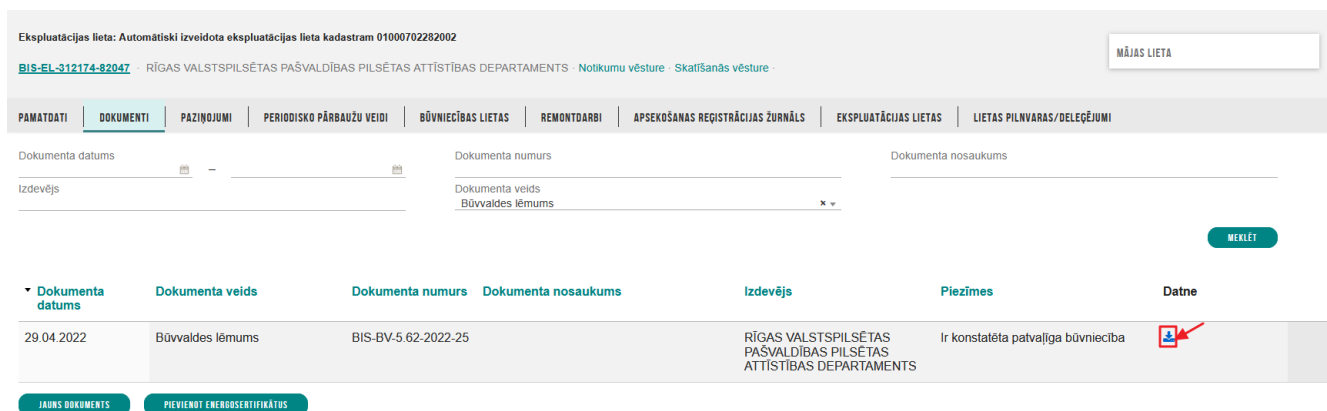 Ekspluatācijas lieta: Automātiski izveidota ekspluatācijas lieta kadastram 01000702282002
MĀJAS LIETA
BIS-EL-312174-82047 · RĪGAS VALSTSPILSĒTAS PAŠVALDĪBAS PILSĒTAS ATTĪSTĪBAS DEPARTAMENTS · Notikumu vēsture · Skatīšanās vēsture ·
PAMATDATI DOKUMENTI PAZIŅOJUMI PERIODISKO PĀRBAUŽU VEIDI BŪVNIECĪBAS LIETAS REMONTDARBI APSEKOŠANAS REĢISTRĀCIJAS ŽURNĀLS EKSPLUATĀCIJAS LIETAS LIETAS PILNVARAS/DELEĢĒJUMI
Dokumenta datums Dokumenta numurs Dokumenta nosaukums
–
Izdevējs Dokumenta veids
Būvvaldes lēmums
MEKLĒT
Dokumenta datums Dokumenta veids Dokumenta numurs Dokumenta nosaukums Izdevējs Piezīmes Datne
29.04.2022 Būvvaldes lēmums BIS-BV-5.62-2022-25 RĪGAS VALSTSPILSĒTAS Ir konstatēta patvaļīga būvniecība
PAŠVALDĪBAS PILSĒTAS
ATTĪSTĪBAS DEPARTAMENTS
JAUNS DOKUMENTS PIEVIENOT ENERGOSERTIFIKĀTUS